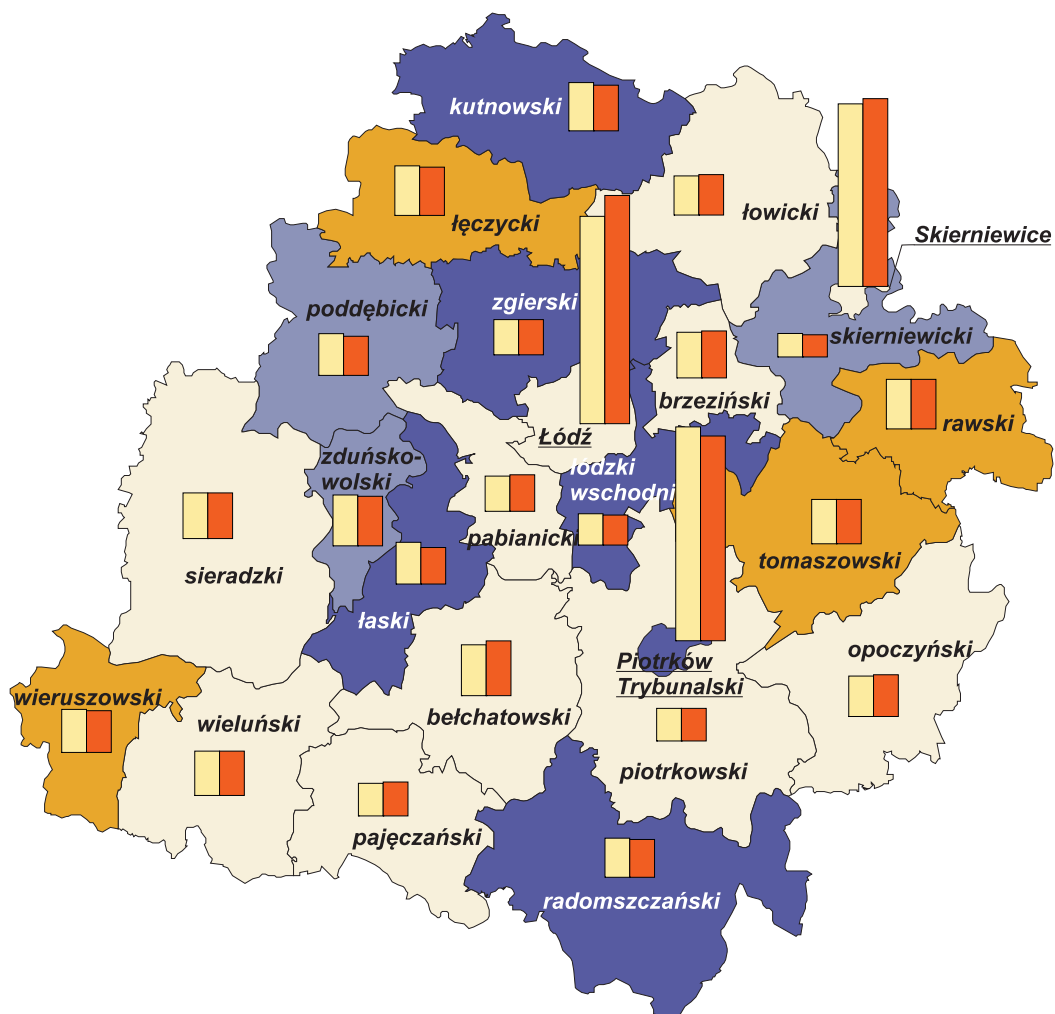 kutnowski
łowicki
łęczycki
Skierniewice
zgierski
poddębicki
skierniewicki
brzeziński
rawski
Łódź
zduńsko-
wolski
łódzki
wschodni
pabianicki
tomaszowski
sieradzki
łaski
opoczyński
Piotrków
Trybunalski
wieruszowski
wieluński
bełchatowski
piotrkowski
pajęczański
radomszczański